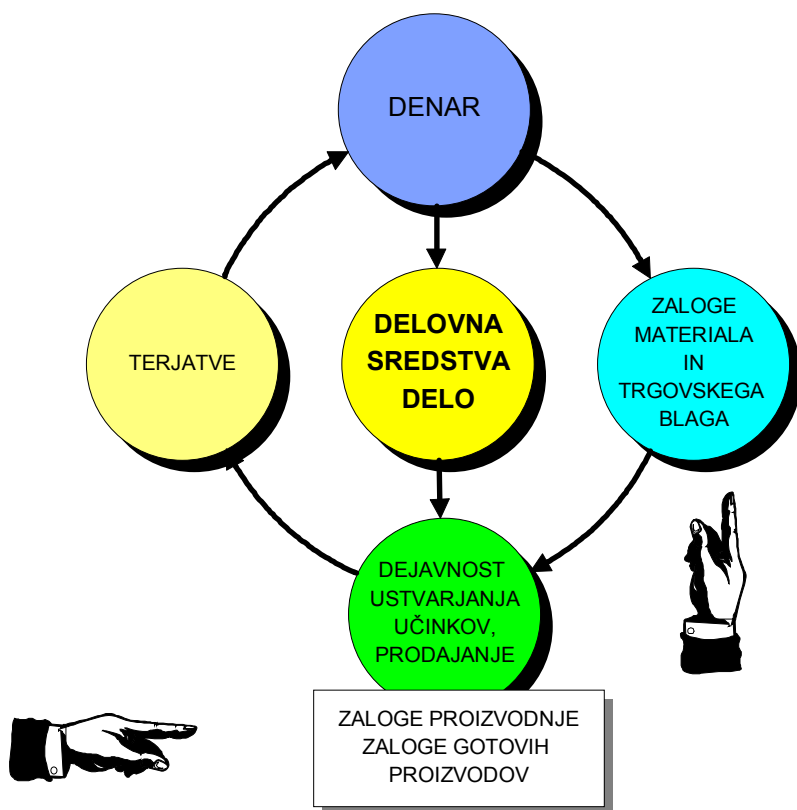 DENAR
TERJATVE
DELOVNA
SREDSTVA
DELO
ZALOGE
MATERIALA
IN
TRGOVSKEGA
BLAGA
DEJAVNOST
USTVARJANJA
UČINKOV,
PRODAJANJE
ZALOGE PROIZVODNJE
ZALOGE GOTOVIH
PROIZVODOV